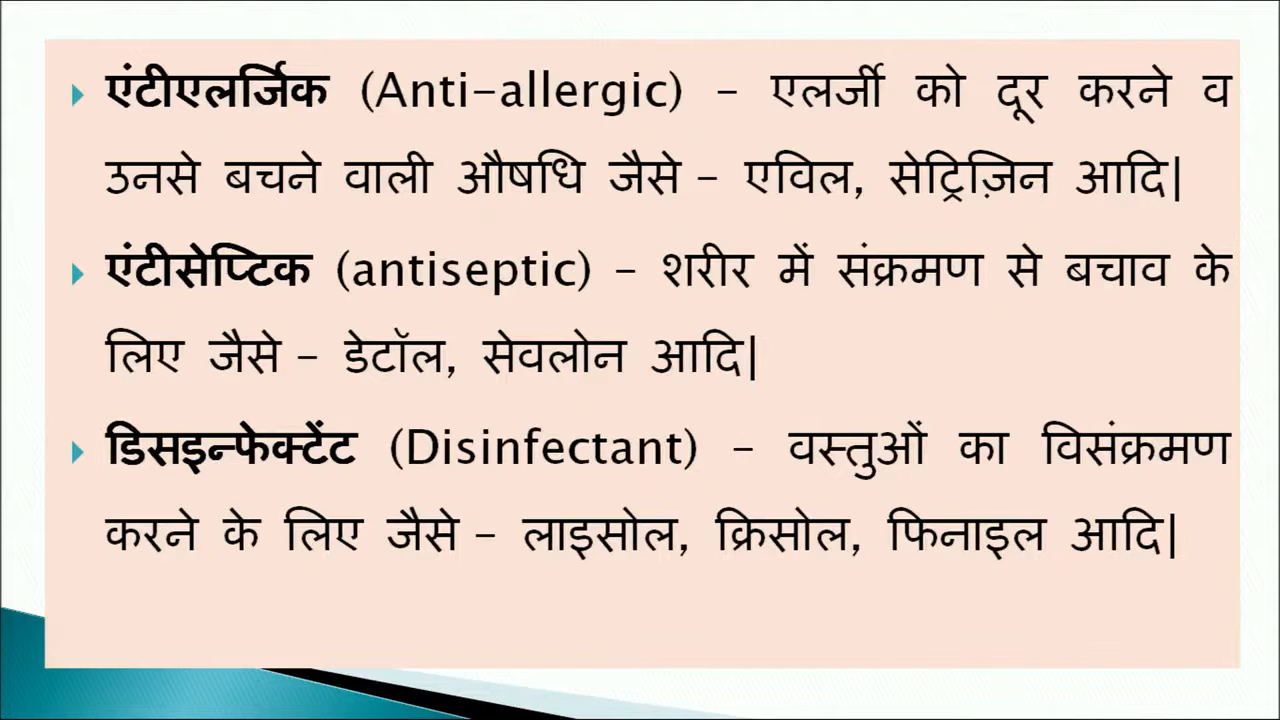 एंटीएलर्जिक (Anti-allergic) – एलर्जी को दूर करने व
उनसे बचने वाली औषधि जैसे – एविल, सेट्रिज़िन आदि|
एंटीसेप्टिक (antiseptic) – शरीर में संक्रमण से बचाव के
लिए जैसे – डेटॉल, सेवलोन आदि|
डिसइन्फेक्टेंट (Disinfectant) – वस्तुओं का विसंक्रमण
करने के लिए जैसे – लाइसोल, क्रिसोल, फिनाइल आदि|